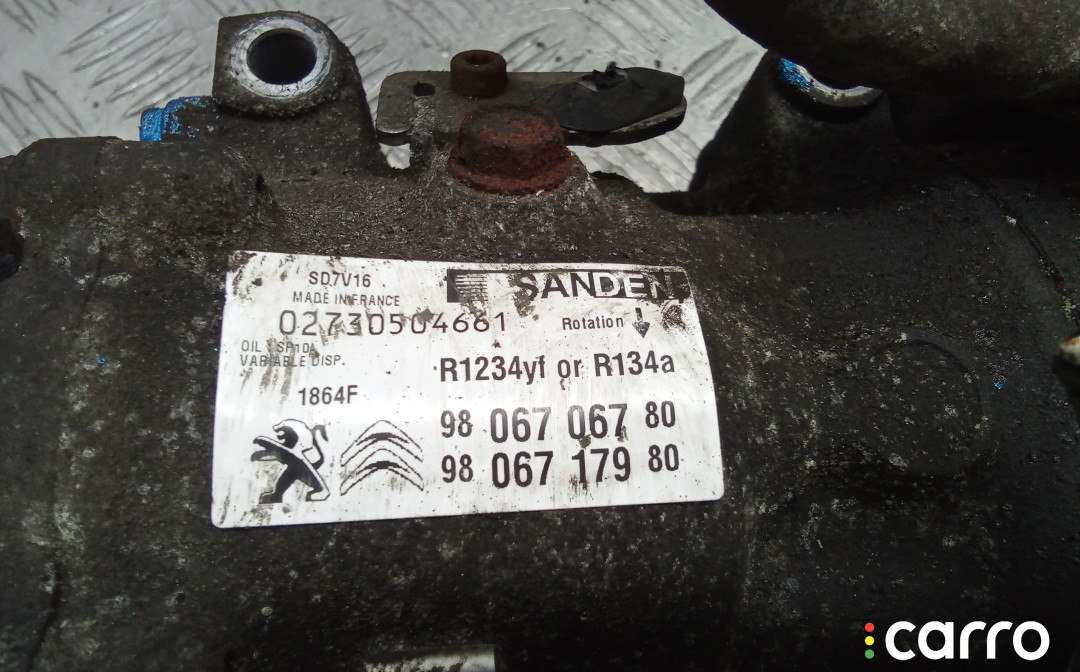 SD7V16
SANDEN
MADE IN FRANCE
02730504661
Rotation
OIL : SP10
VARIABLE DISP.
R1234yf or R134a
1864F
98 067 067 80
98 067 179 80
carro